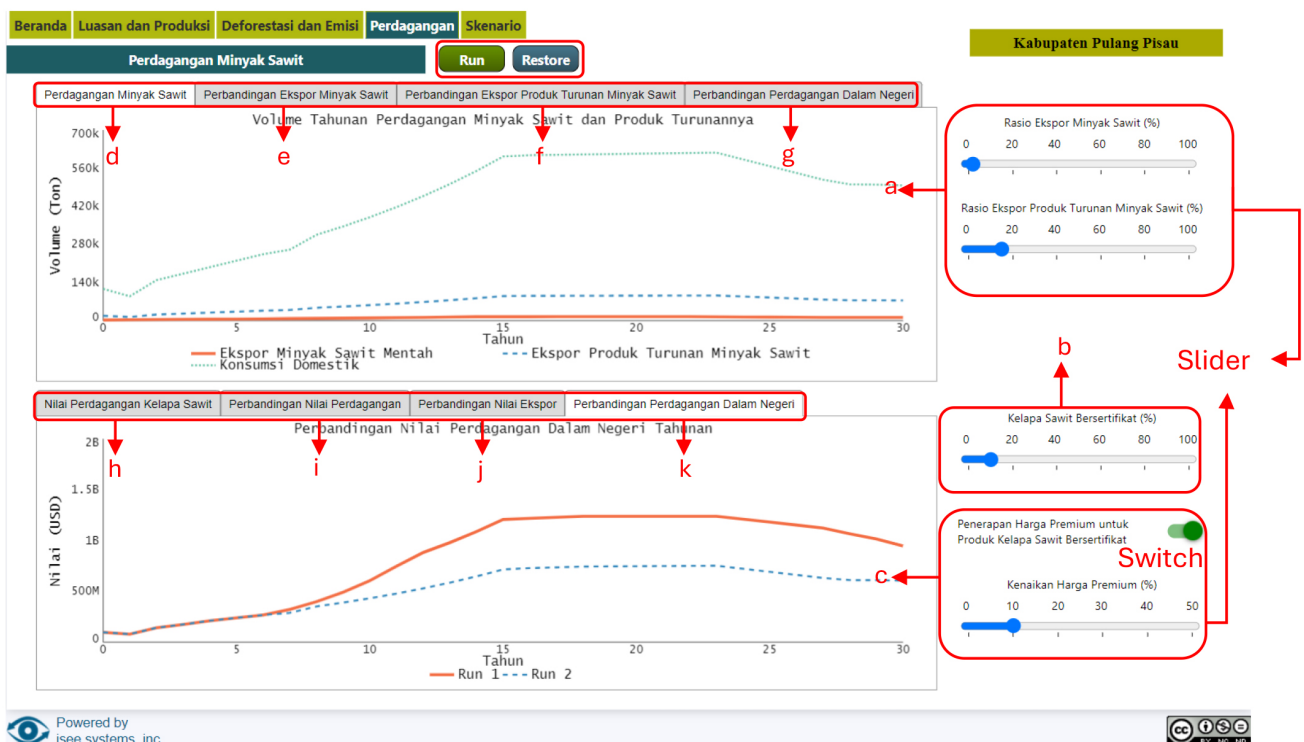 Beranda Luasan dan Produksi Deforestasi dan Emisi Perdagangan Skenario
Kabupaten Pulang Pisau
Perdagangan Minyak Sawit
Run Restore
Perdagangan Minyak Sawit Perbandingan Ekspor Minyak Sawit Perbandingan Ekspor Produk Turunan Minyak Sawit Perbandingan Perdagangan Dalam Negeri
Volume Tahunan Perdagangan Minyak Sawit dan Produk Turunannya
d e f g
700k
560k
420k
280k
140k
0
Volume (Ton)
0 5 10 15 20 25 30
Tahun
Ekspor Minyak Sawit Mentah Ekspor Produk Turunan Minyak Sawit
Konsumsi Domestik
a
Rasio Ekspor Minyak Sawit (%)
0 20 40 60 80 100
Rasio Ekspor Produk Turunan Minyak Sawit (%)
0 20 40 60 80 100
b
Slider
Nilai Perdagangan Kelapa Sawit Perbandingan Nilai Perdagangan Perbandingan Nilai Ekspor Perbandingan Perdagangan Dalam Negeri
Perbandingan Nilai Perdagangan Dalam Negeri Tahunan
h i j k
2B
1.5B
1B
500M
0
Nilai (USD)
0 5 10 15 20 25 30
Tahun
Run 1 Run 2
Kelapa Sawit Bersertifikat (%)
0 20 40 60 80 100
c
Penerapan Harga Premium untuk
Produk Kelapa Sawit Bersertifikat
Switch
Kenaikan Harga Premium (%)
0 10 20 30 40 50
Powered by
isee systems, inc
cc
BY NC ND